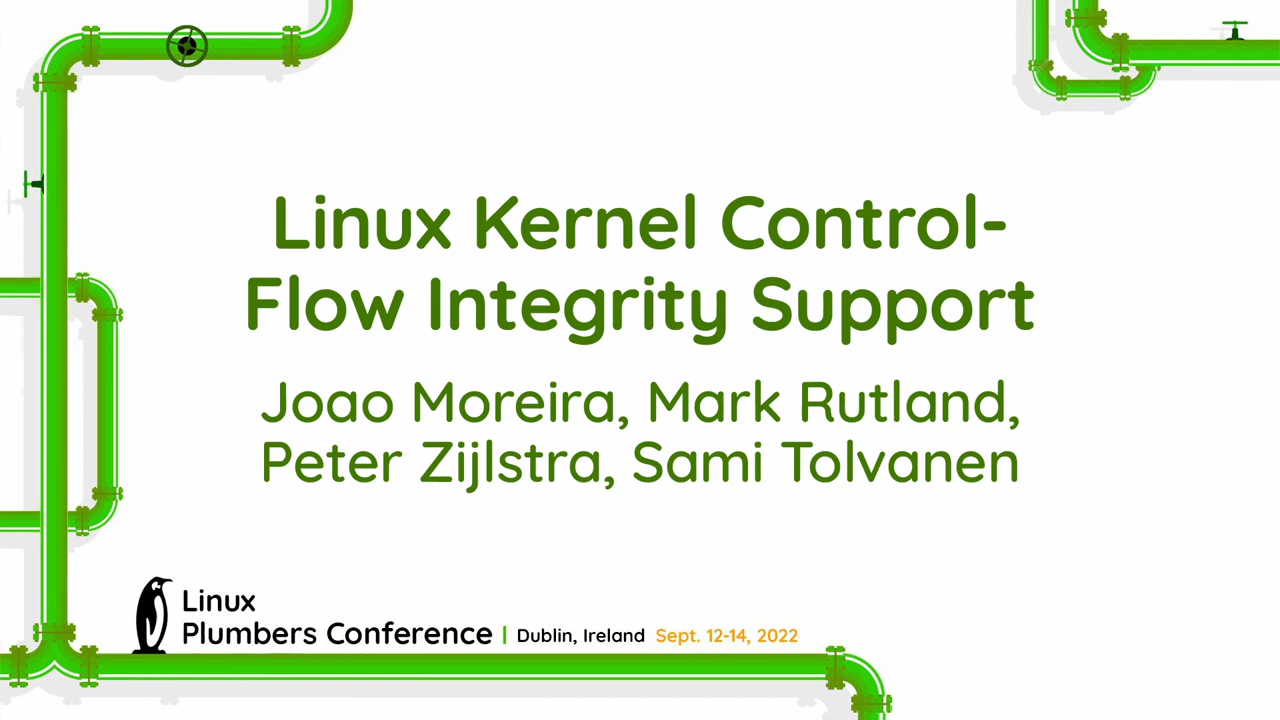 Linux Kernel Control-
Flow Integrity Support
Joao Moreira, Mark Rutland,
Peter Zijlstra, Sami Tolvanen
Linux
Plumbers Conference | Dublin, Ireland Sept. 12-14, 2022